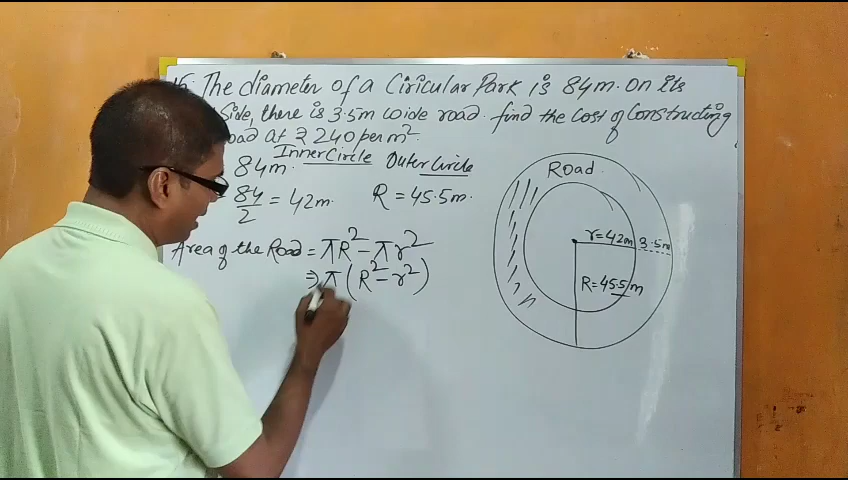 The diameter of a Ciricular Park is 84m. on its
Side, there is 3.5m wide road. find the Cost of Constructing
oad at ₹ 240 per m².
84m. Inner Circle Outer Circle
84/2 = 42m. R = 45.5m.
Area of the Road = πR² - πr²
⇒ π(R² - r²)
Road
r=42m 3.5m
R=45.5m